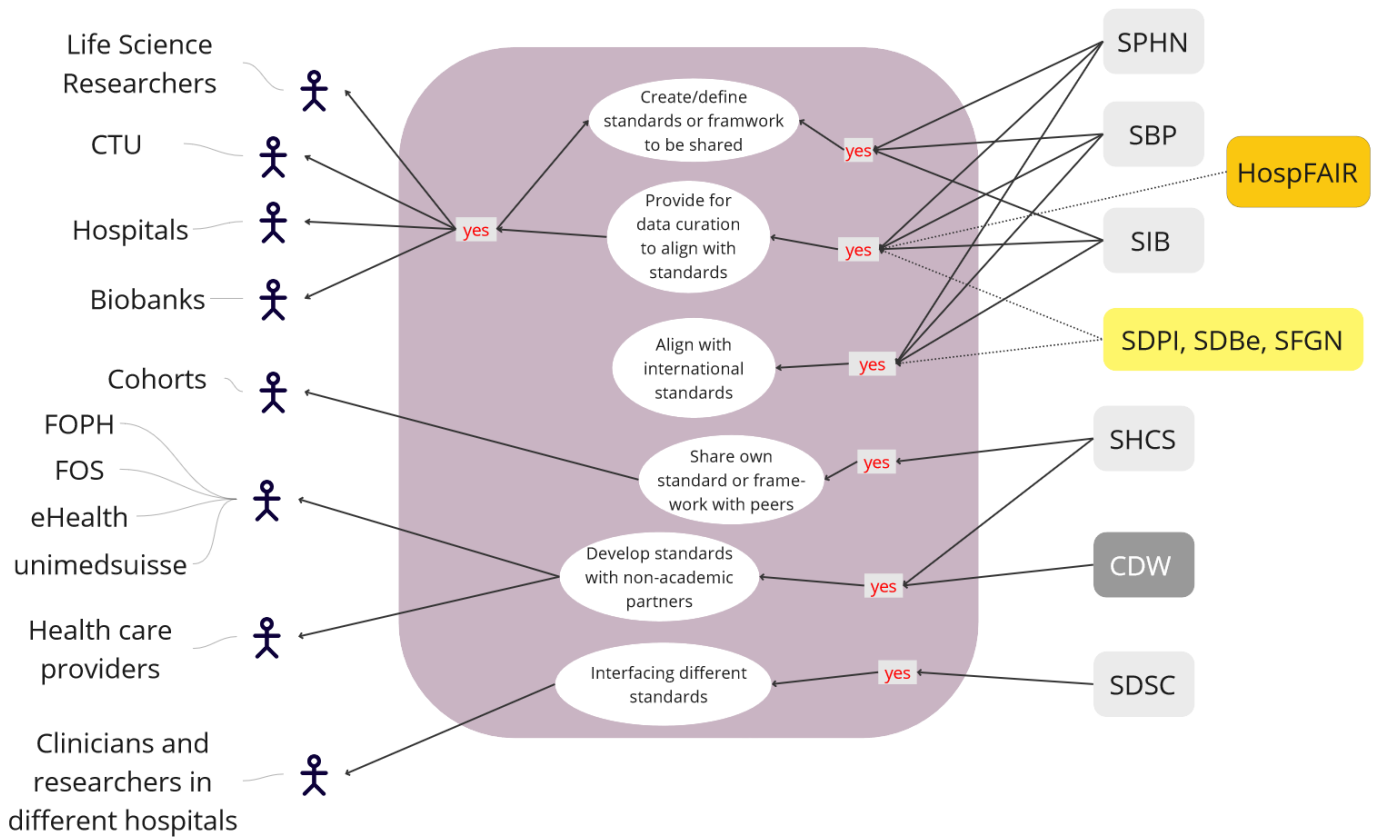 Life Science
Researchers
CTU
Hospitals
Biobanks
Cohorts
FOPH
FOS
eHealth
unimedsuisse
Health care
providers
Clinicians and
researchers in
different hospitals
yes
Create/define
standards or framwork
to be shared
Provide for
data curation
to align with
standards
Align with
international
standards
Share own
standard or frame-
work with peers
Develop standards
with non-academic
partners
Interfacing different
standards
yes
yes
yes
yes
yes
yes
SPHN
SBP
HospFAIR
SIB
SDPI, SDBe, SFGN
SHCS
CDW
SDSC